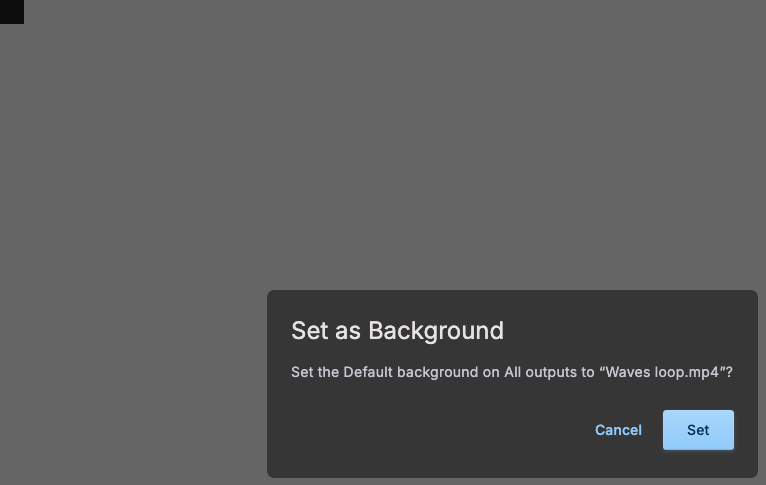 Set as Background
Set the Default background on All outputs to “Waves loop.mp4”?
Cancel
Set